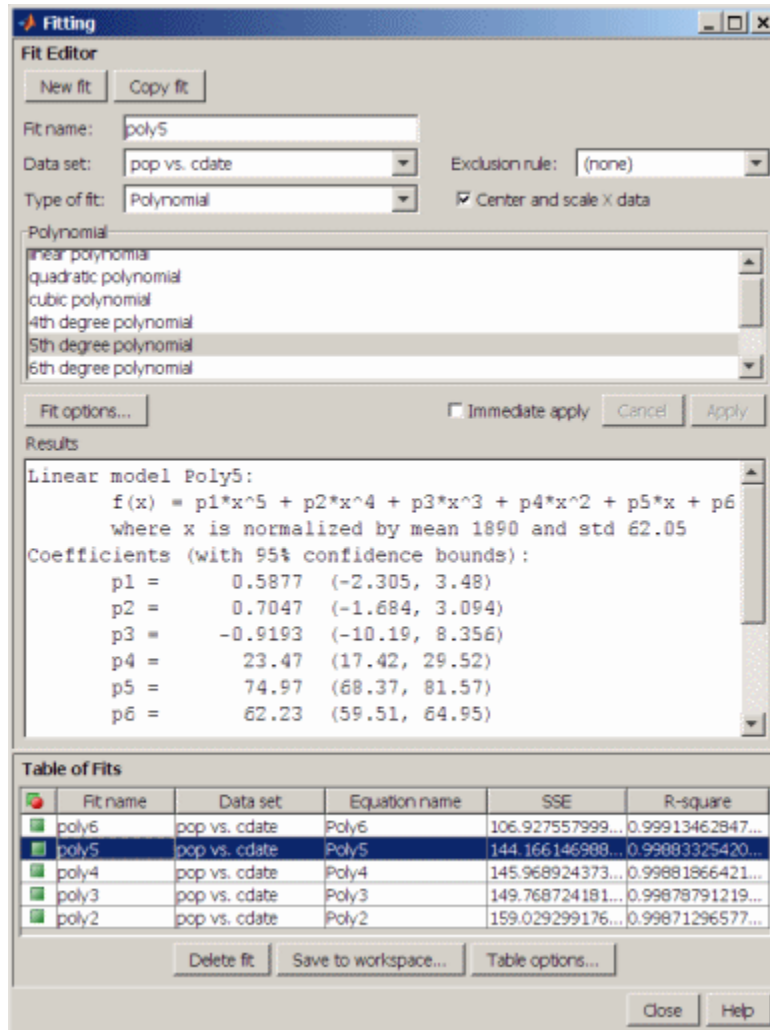 Fitting
Fit Editor
New fit Copy fit
Fit name: poly5
Data set: pop vs. cdate Exclusion rule: (none)
Type of fit: Polynomial Center and scale X data
Polynomial
linear polynomial
quadratic polynomial
cubic polynomial
4th degree polynomial
5th degree polynomial
6th degree polynomial
Fit options... Immediate apply Cancel Apply
Results
Linear model Poly5:
f(x) = p1*x^5 + p2*x^4 + p3*x^3 + p4*x^2 + p5*x + p6
where x is normalized by mean 1890 and std 62.05
Coefficients (with 95% confidence bounds):
p1 = 0.5877 (-2.305, 3.48)
p2 = 0.7047 (-1.684, 3.094)
p3 = -0.9193 (-10.19, 8.356)
p4 = 23.47 (17.42, 29.52)
p5 = 74.97 (68.37, 81.57)
p6 = 62.23 (59.51, 64.95)
Table of Fits
Fit name Data set Equation name SSE R-square
poly6 pop vs. cdate Poly6 106.927557999... 0.99913462847...
poly5 pop vs. cdate Poly5 144.166146988... 0.99883325420...
poly4 pop vs. cdate Poly4 145.968924373... 0.99881866421...
poly3 pop vs. cdate Poly3 149.768724181... 0.99878791219...
poly2 pop vs. cdate Poly2 159.029299176... 0.99871296577...
Delete fit Save to workspace... Table options...
Close Help